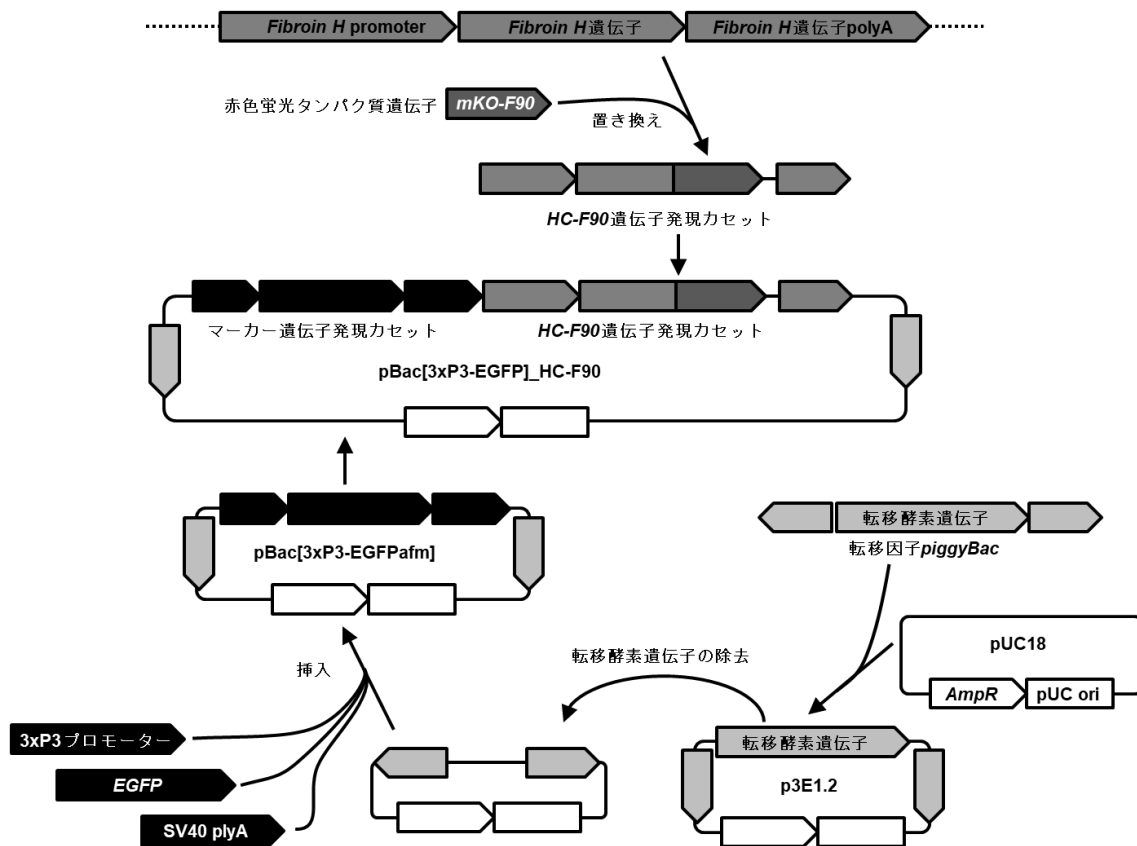 Fibroin H promoter
Fibroin H遺伝子
Fibroin H遺伝子polyA
赤色蛍光タンパク質遺伝子
mKO-F90
置き換え
HC-F90遺伝子発現カセット
マーカー遺伝子発現カセット
HC-F90遺伝子発現カセット
pBac[3xP3-EGFP]_HC-F90
pBac[3xP3-EGFPafm]
転移酵素遺伝子
転移因子piggyBac
pUC18
AmpR
pUC ori
転移酵素遺伝子の除去
挿入
転移酵素遺伝子
p3E1.2
3xP3プロモーター
EGFP
SV40 plyA